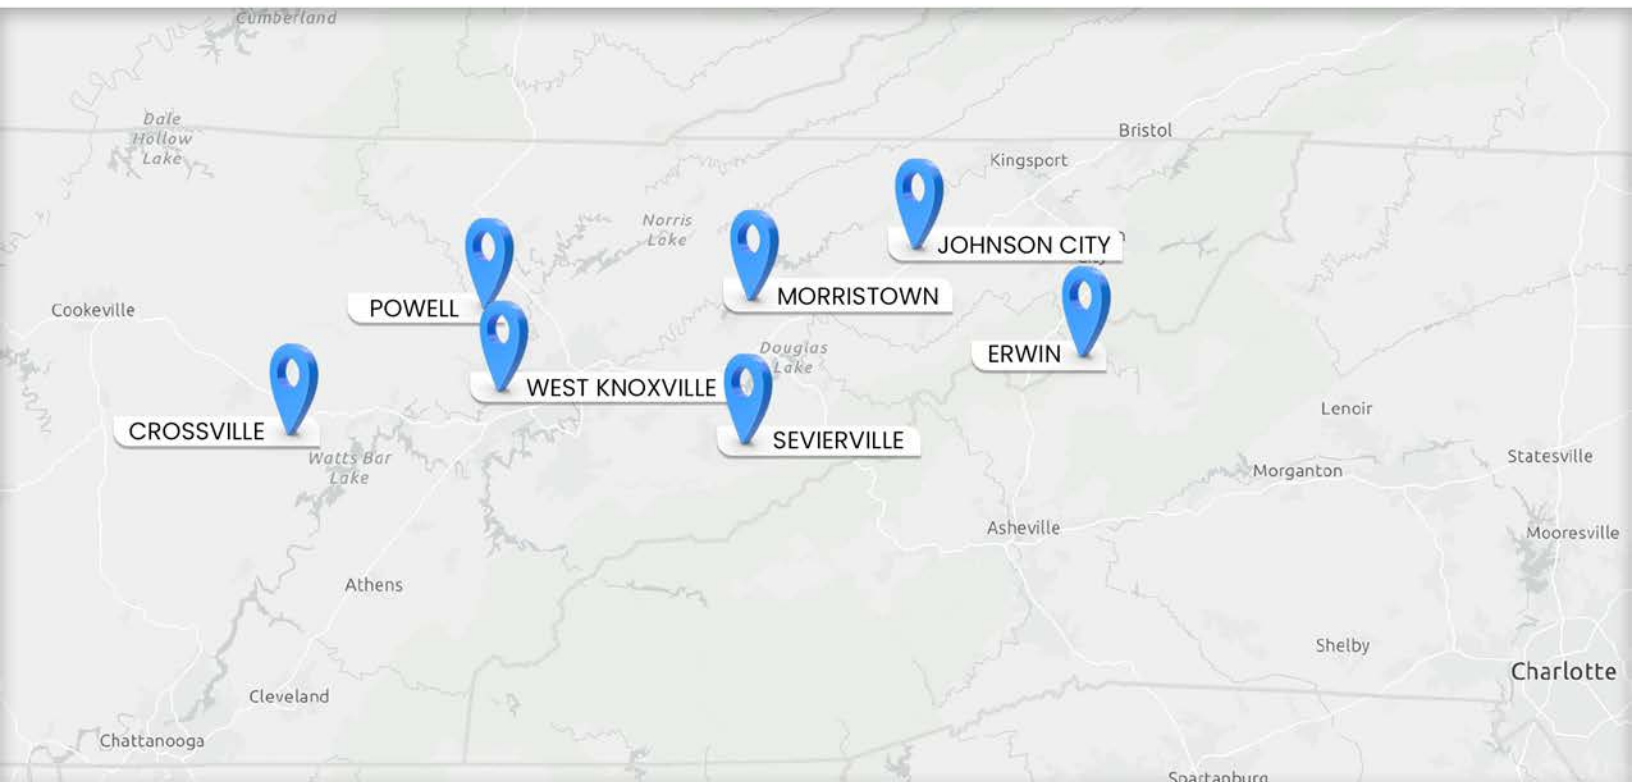 Cumberland
Dale
Hollow
Lake
Bristol
Kingsport
Norris
Lake
JOHNSON CITY
City
MORRISTOWN
POWELL
Cookeville
Douglas
Lake
ERWIN
WEST KNOXVILLE
Lenoir
CROSSVILLE
SEVIERVILLE
Watts Bar
Lake
Statesville
Morganton
Asheville
Mooresville
Athens
Shelby
Charlotte
Cleveland
Chattanooga
Spartanburg